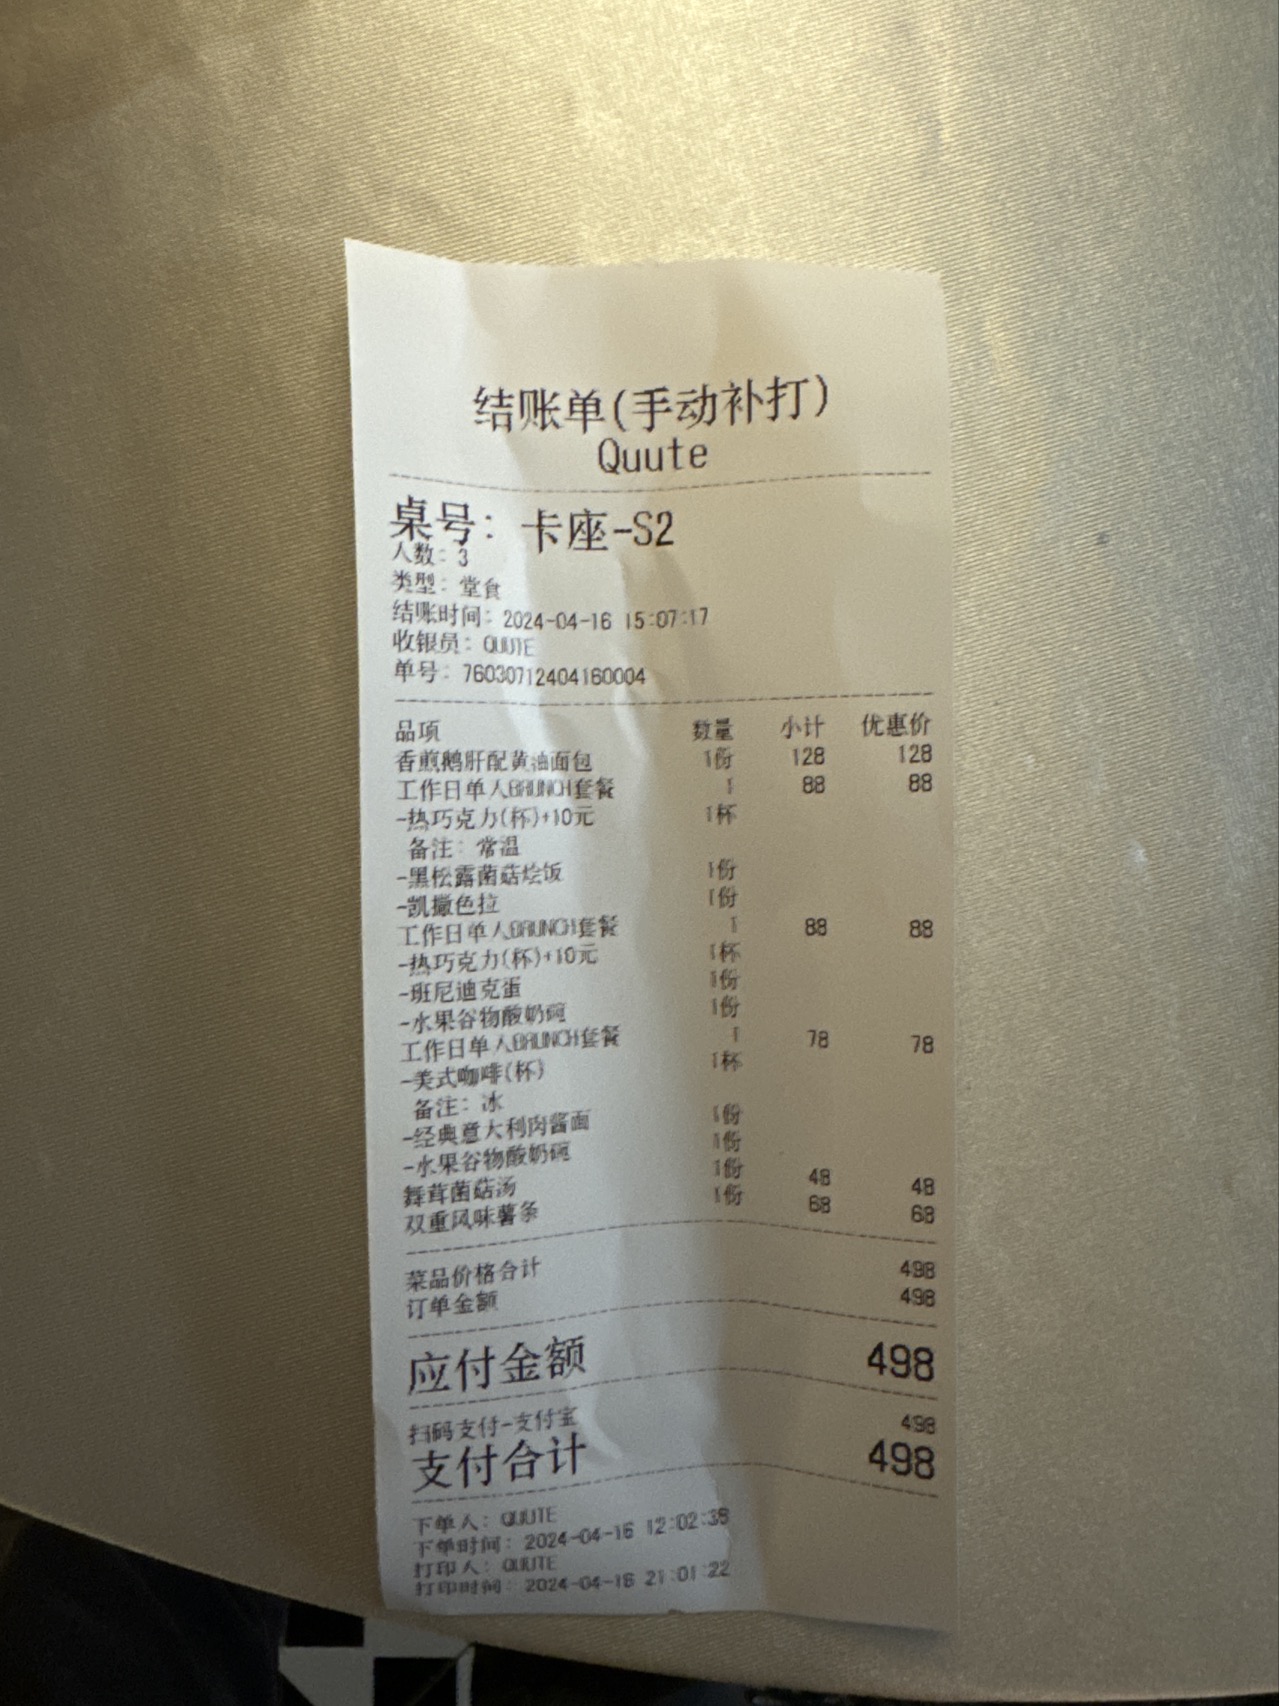 结账单(手动补打)
Quute
桌号: 卡座-S2
人数: 3
类型: 堂食
结账时间: 2024-04-16 15:07:17
收银员: QUUTE
单号: 76030712404160004
品项 数量 小计 优惠价
香煎鹅肝配黄油面包 1份 128 128
工作日单人BRUNCH套餐 1 88 88
-热巧克力(杯)+10元 1杯
备注: 常温
-黑松露菌菇烩饭 1份
-凯撒色拉 1份
工作日单人BRUNCH套餐 1 88 88
-热巧克力(杯)+10元 1杯
-班尼迪克蛋 1份
-水果谷物酸奶碗 1份
工作日单人BRUNCH套餐 1 78 78
-美式咖啡(杯) 1杯
备注: 冰
-经典意大利肉酱面 1份
-水果谷物酸奶碗 1份
舞茸菌菇汤 1份 48 48
双重风味薯条 1份 68 68
菜品价格合计 498
订单金额 498
应付金额 498
扫码支付-支付宝 498
支付合计 498
下单人: QUUTE
下单时间: 2024-04-16 12:02:38
打印人: QUUTE
打印时间: 2024-04-16 21:01:22